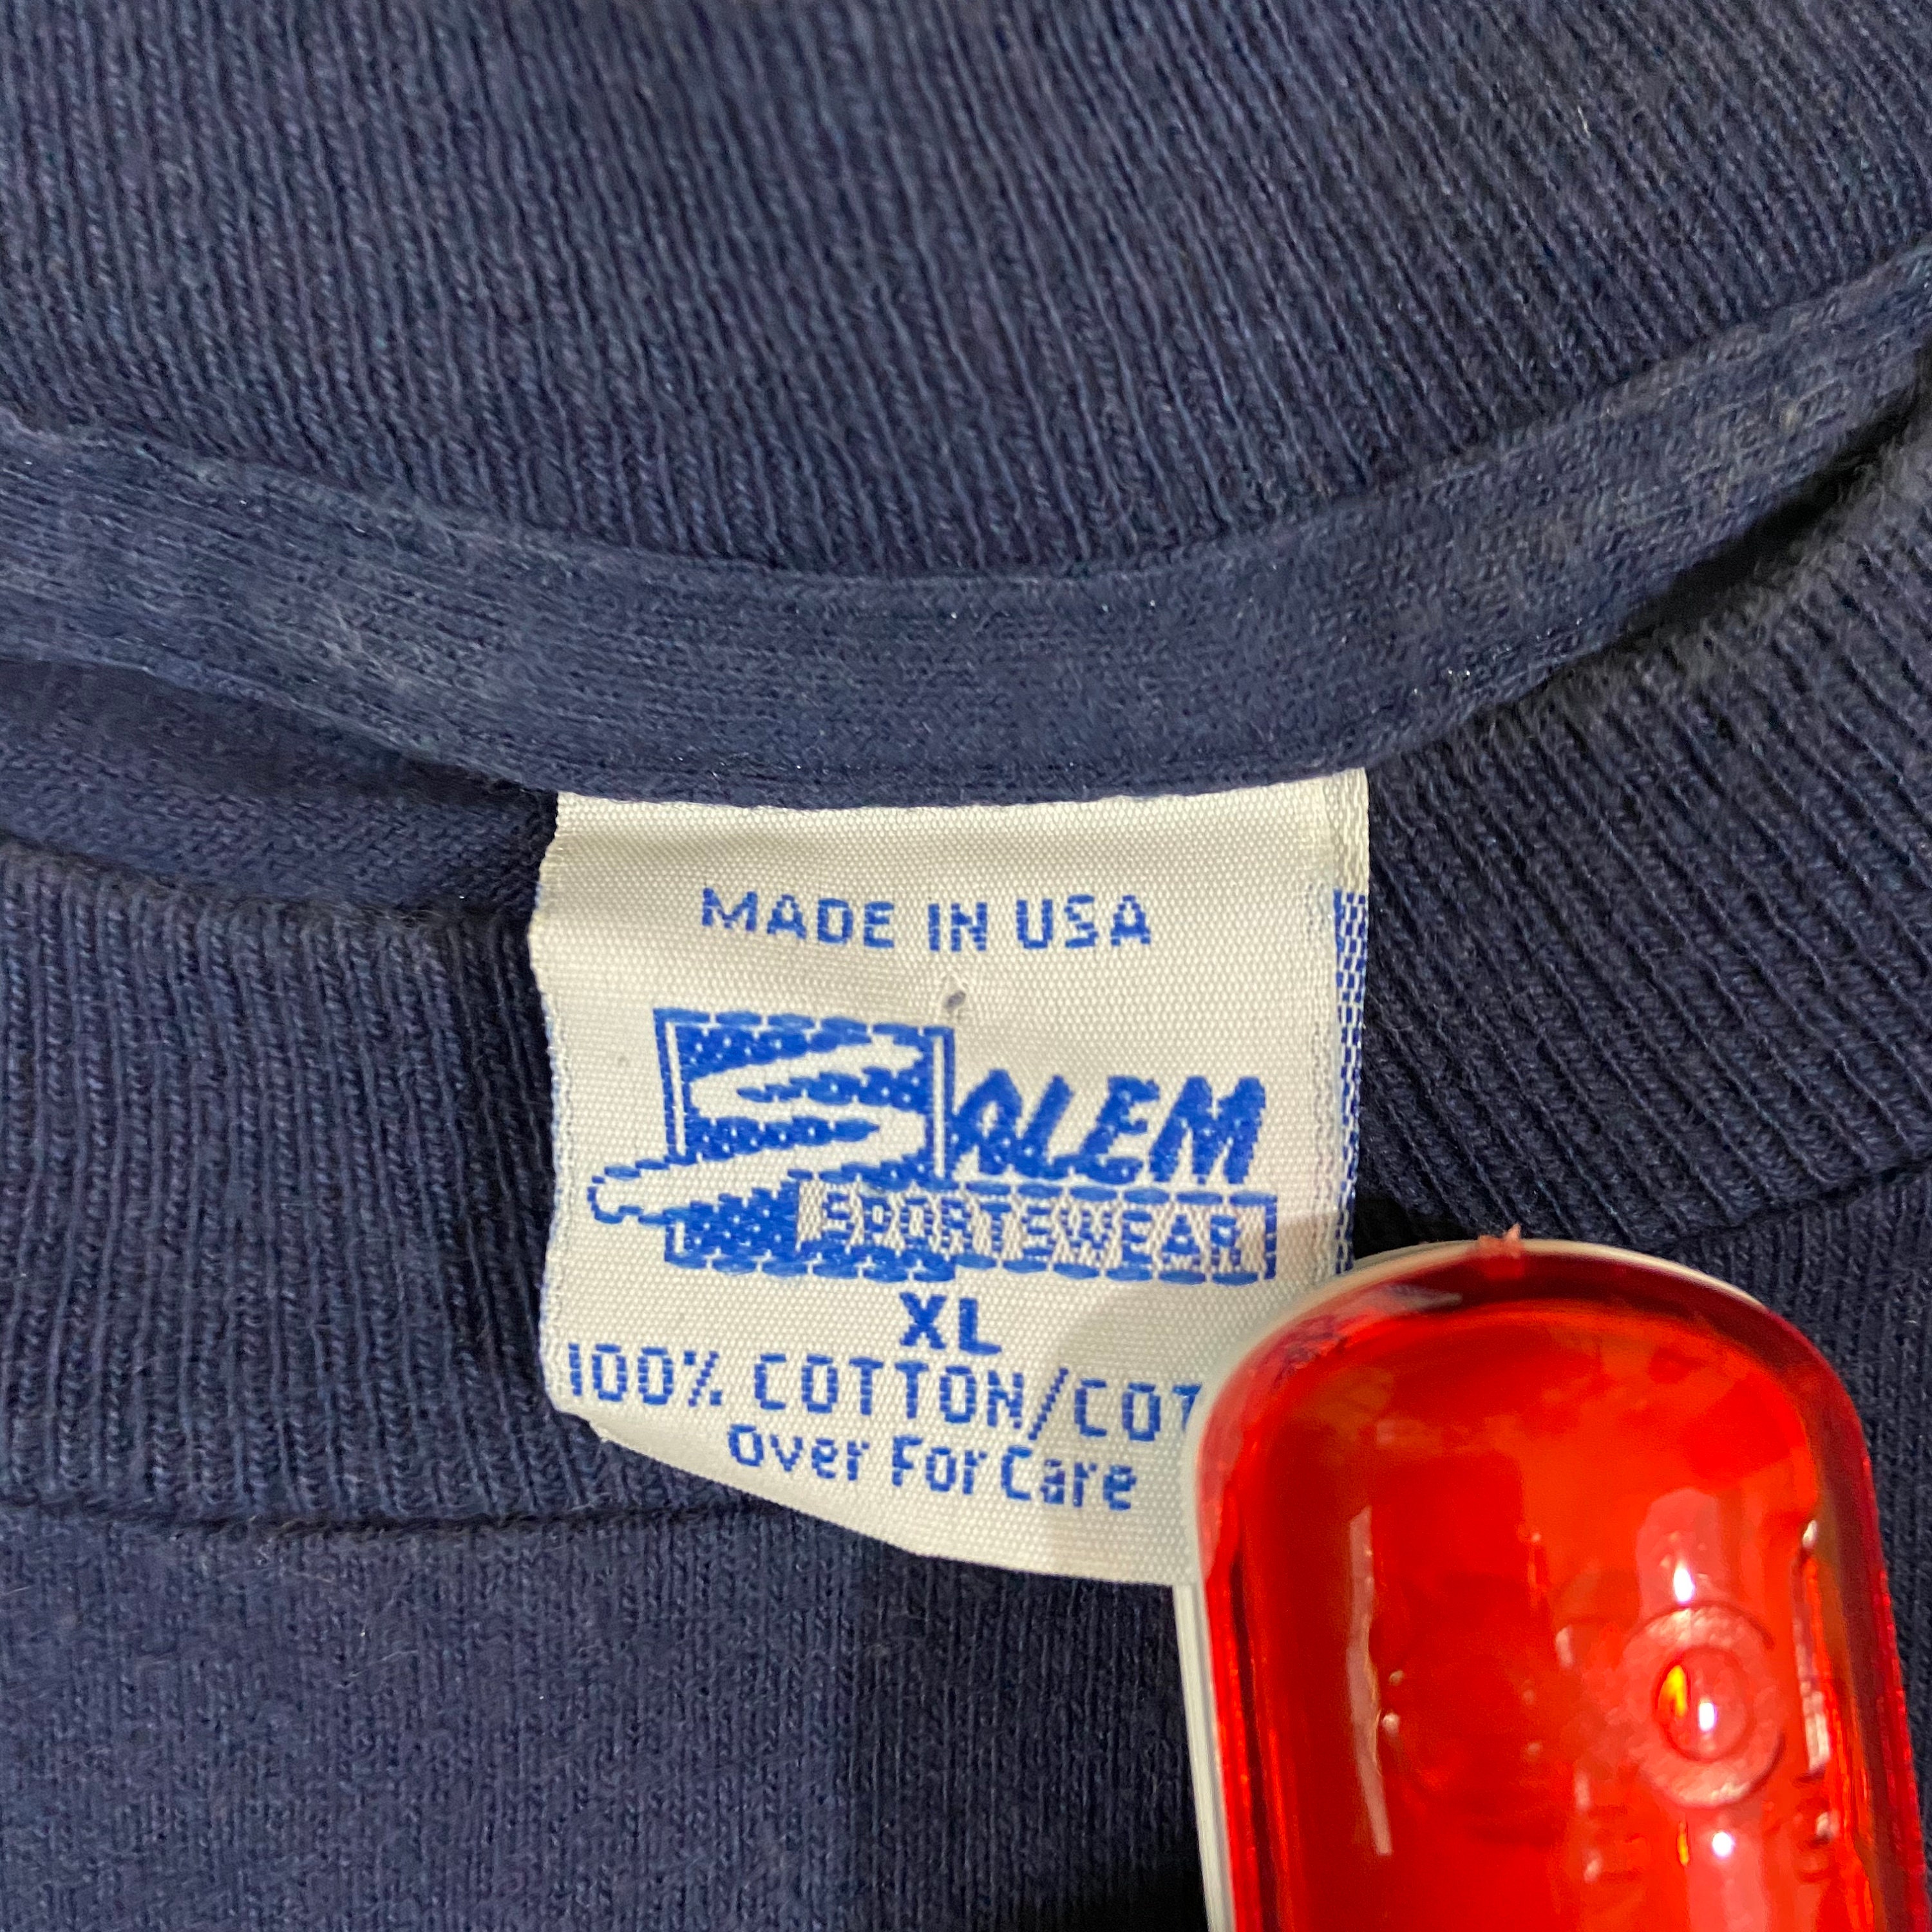 MADE IN USA
SALEM
SPORTSWEAR
XL
100% COTTON/COT
Over For Care